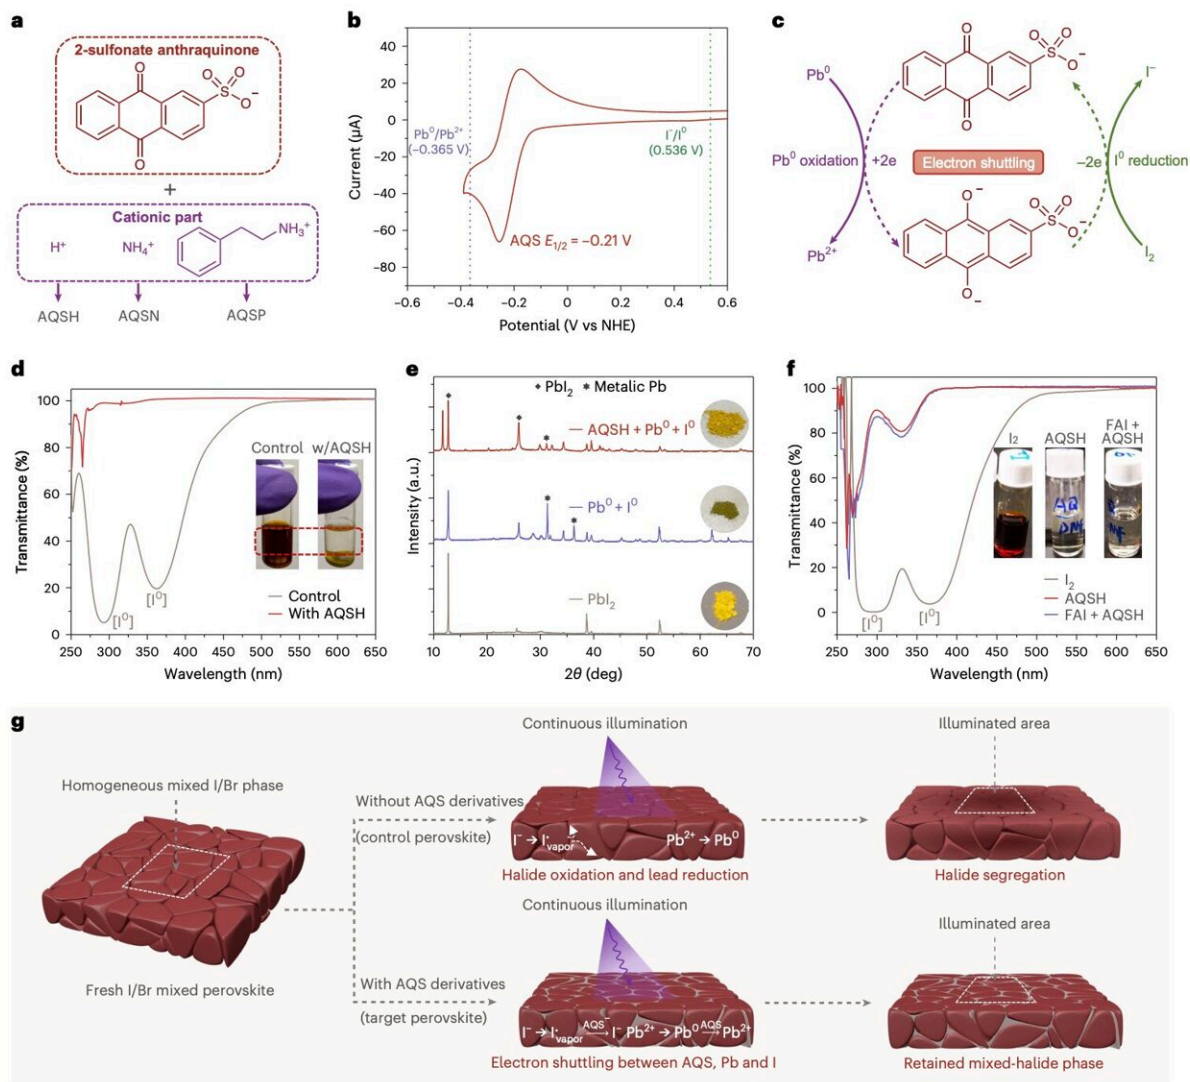 a
2-sulfonate anthraquinone
O
O
O
O
S
O⁻
+
Cationic part
H⁺
NH₄⁺
NH₃⁺
AQSH
AQSN
AQSP
b
Current (μA)
40
20
0
−20
−40
−60
−80
Pb⁰/Pb²⁺
(−0.365 V)
I⁻/I⁰
(0.536 V)
AQS E1/2 = −0.21 V
−0.6
−0.4
−0.2
0
0.2
0.4
0.6
Potential (V vs NHE)
c
O
O
O
O
S
O⁻
Pb⁰
I⁻
Pb⁰ oxidation
+2e
Electron shuttling
−2e
I⁰ reduction
O⁻
O
O
S
O⁻
O⁻
Pb²⁺
I₂
d
Transmittance (%)
100
80
60
40
20
0
Control
w/AQSH
[I⁰]
[I⁰]
Control
With AQSH
250
300
350
400
450
500
550
600
650
Wavelength (nm)
e
Intensity (a.u.)
PbI₂
Metalic Pb
AQSH + Pb⁰ + I⁰
Pb⁰ + I⁰
PbI₂
10
20
30
40
50
60
70
2θ (deg)
f
Transmittance (%)
100
80
60
40
20
0
I₂
AQSH
FAI +
AQSH
AQ
DMF
[I⁰]
[I⁰]
I₂
AQSH
FAI + AQSH
250
300
350
400
450
500
550
600
650
Wavelength (nm)
g
Homogeneous mixed I/Br phase
Fresh I/Br mixed perovskite
Without AQS derivatives
(control perovskite)
Continuous illumination
I⁻ → I•vapor
Pb²⁺ → Pb⁰
Halide oxidation and lead reduction
Illuminated area
Halide segregation
With AQS derivatives
(target perovskite)
Continuous illumination
I⁻ → I•vapor AQS⁻→ I⁻ Pb²⁺ → Pb⁰ AQS→ Pb²⁺
Electron shuttling between AQS, Pb and I
Illuminated area
Retained mixed-halide phase